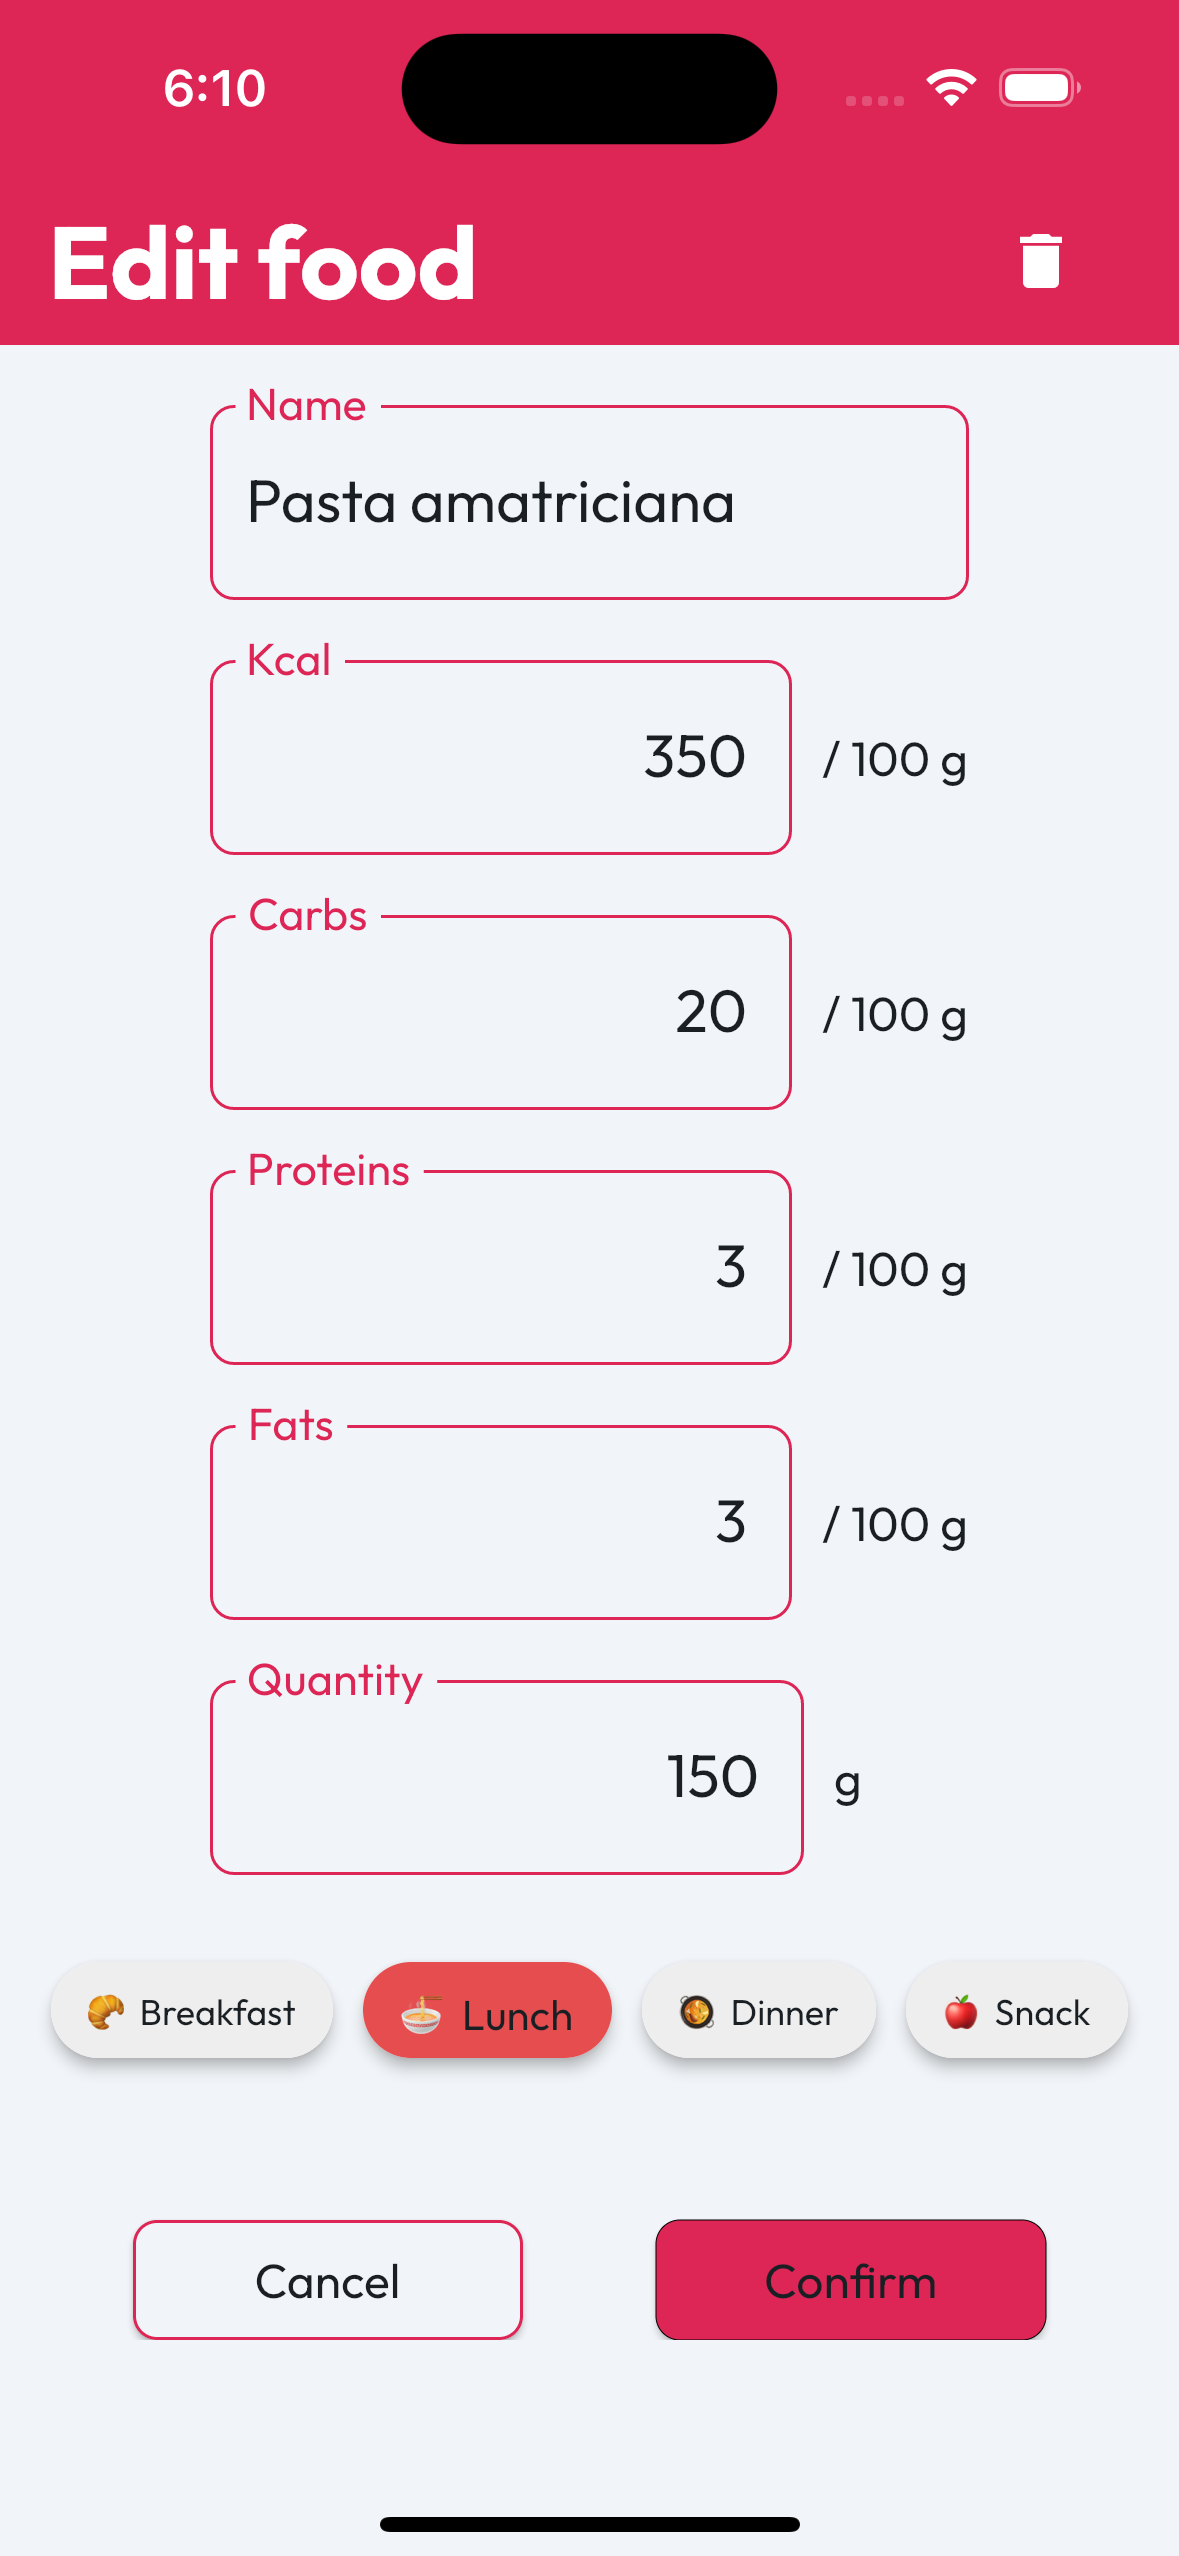 6:10
Edit food
Name
Pasta amatriciana
Kcal
350 / 100 g
Carbs
20 / 100 g
Proteins
3 / 100 g
Fats
3 / 100 g
Quantity
150 g
Breakfast Lunch Dinner Snack
Cancel Confirm